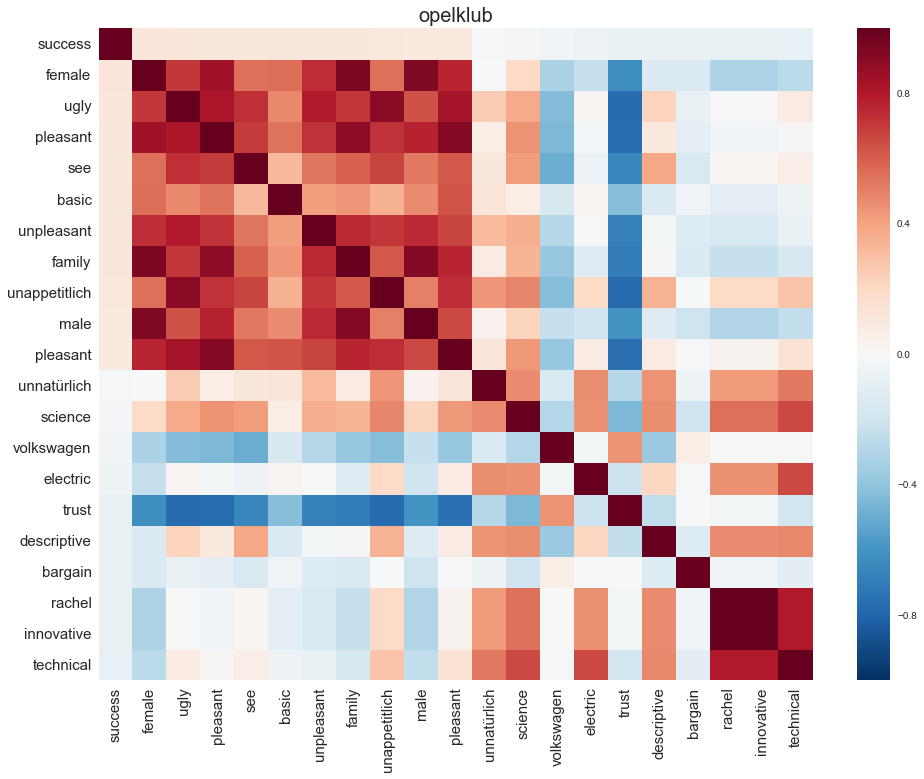 opelklub
success
female
ugly
pleasant
see
basic
unpleasant
family
unappetitlich
male
pleasant
unnatürlich
science
volkswagen
electric
trust
descriptive
bargain
rachel
innovative
technical
0.8
0.4
0.0
−0.4
−0.8
success
female
ugly
pleasant
see
basic
unpleasant
family
unappetitlich
male
pleasant
unnatürlich
science
volkswagen
electric
trust
descriptive
bargain
rachel
innovative
technical